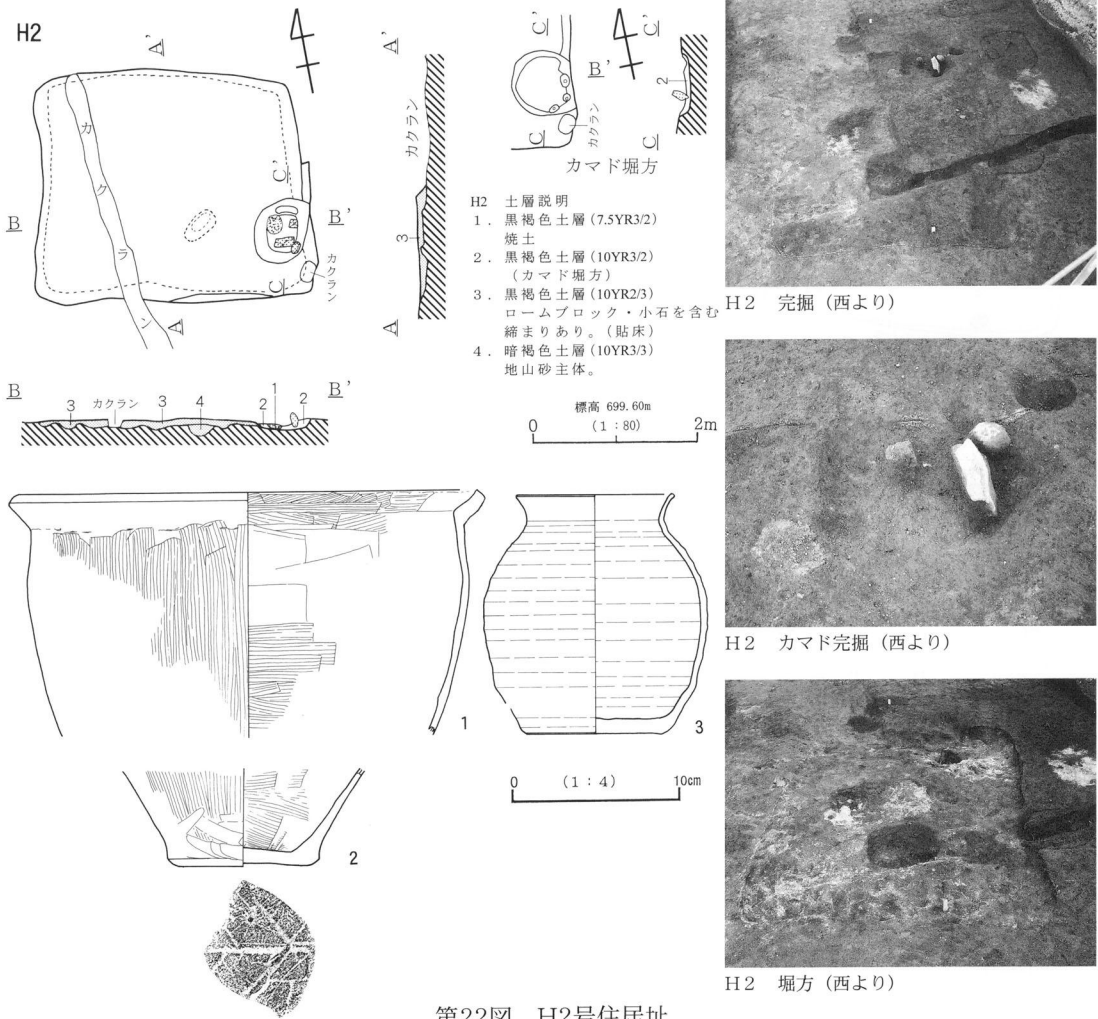 H2
A'
カクラン
C'
B
B'
C
カクラン
A
A'
カクラン
3
A
C'
B'
C
カクラン
カマド堀方
C'
2
C
H2 土層説明
1. 黒褐色土層(7.5YR3/2)
焼土
2. 黒褐色土層(10YR3/2)
(カマド堀方)
3. 黒褐色土層(10YR2/3)
ロームブロック・小石を含む
締まりあり。(貼床)
4. 暗褐色土層(10YR3/3)
地山砂主体。
B 3 カクラン 3 4 2 1 2 B'
標高 699.60m
0 (1:80) 2m
1
3
0 (1:4) 10cm
2
H2 完掘(西より)
H2 カマド完掘(西より)
H2 堀方(西より)
第22図 H2号住居址